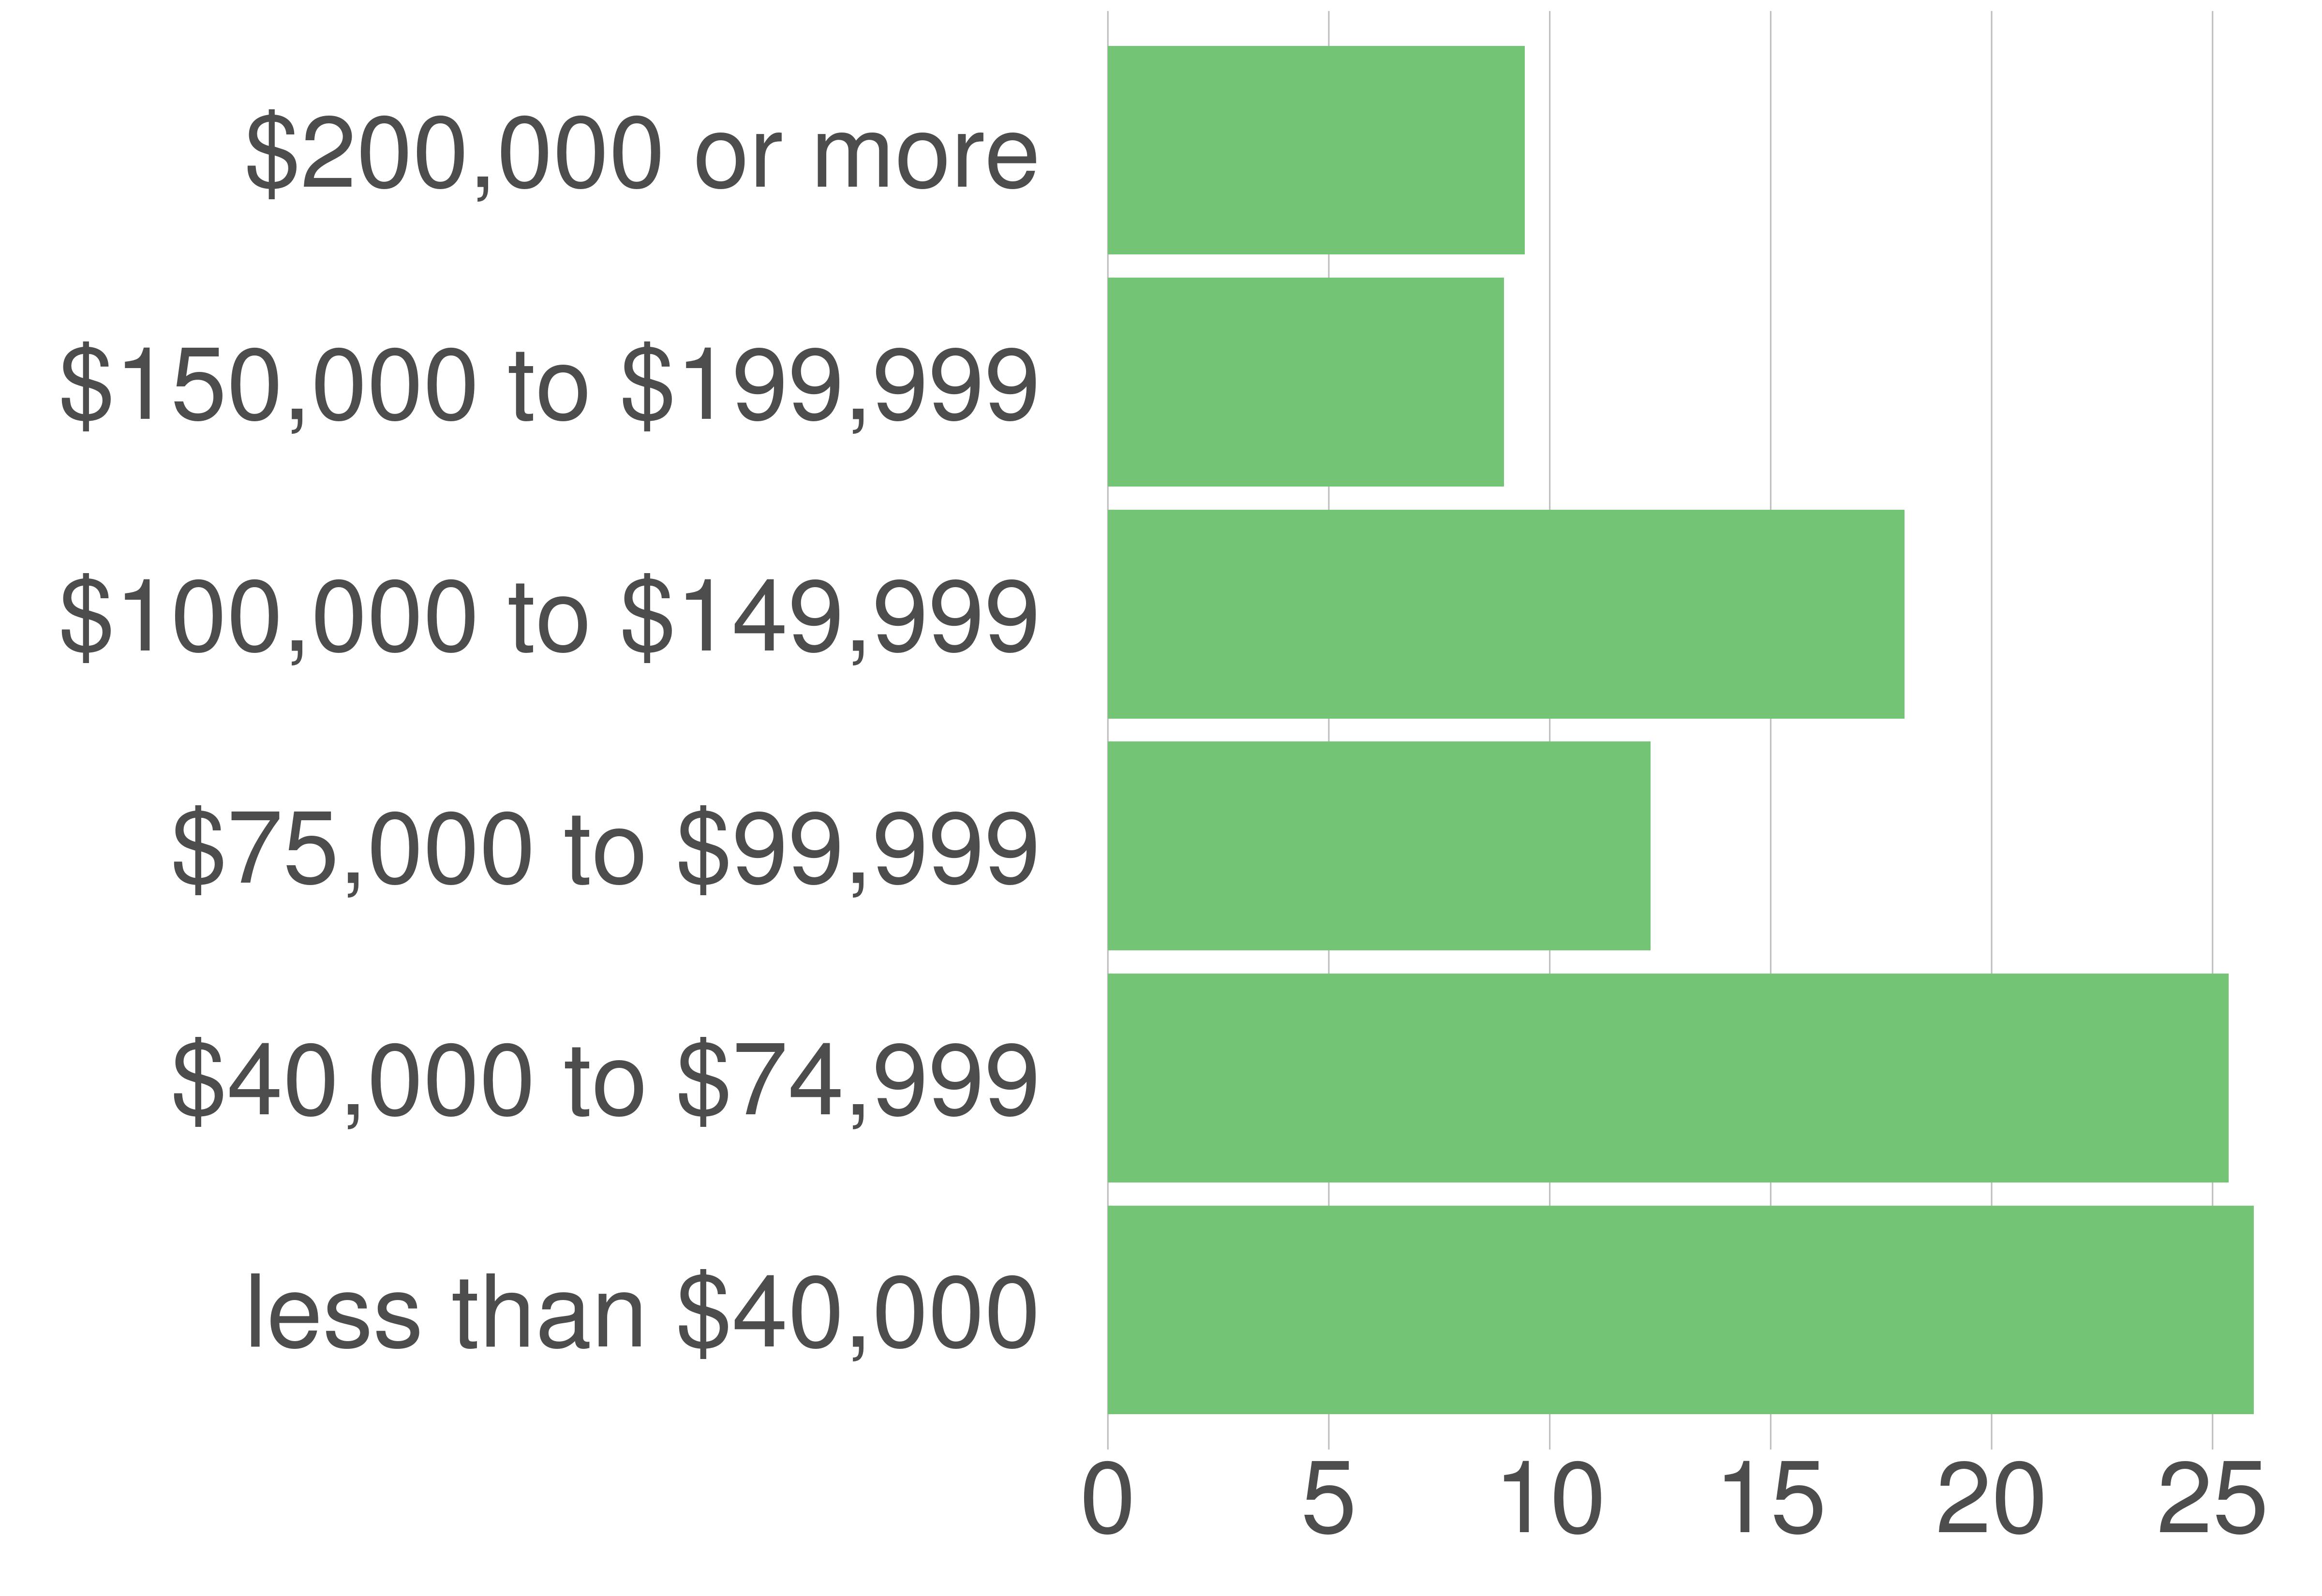 $200,000 or more
$150,000 to $199,999
$100,000 to $149,999
$75,000 to $99,999
$40,000 to $74,999
less than $40,000
0 5 10 15 20 25